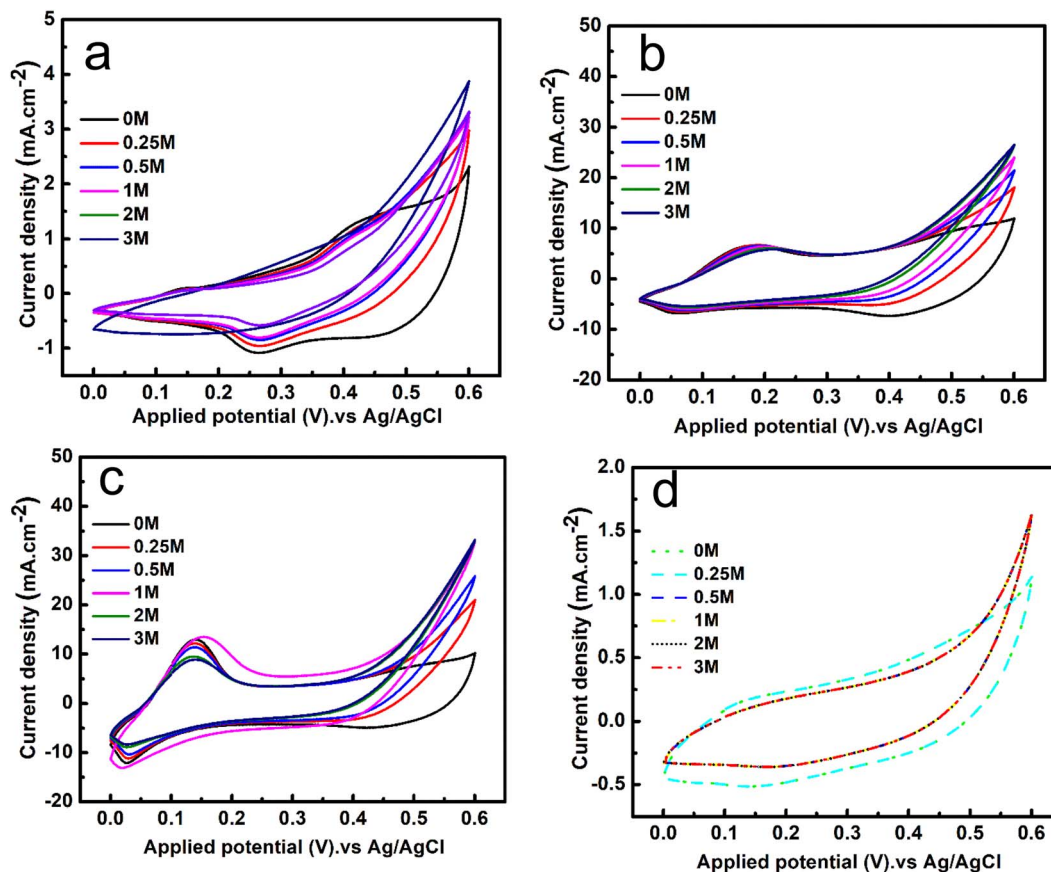 a
5
4
3
2
1
0
-1
Current density (mA.cm-2)
0M
0.25M
0.5M
1M
2M
3M
0.0 0.1 0.2 0.3 0.4 0.5 0.6
Applied potential (V).vs Ag/AgCl
b
50
40
30
20
10
0
-10
-20
Current density (mA.cm-2)
0M
0.25M
0.5M
1M
2M
3M
0.0 0.1 0.2 0.3 0.4 0.5 0.6
Applied potential (V).vs Ag/AgCl
c
50
40
30
20
10
0
-10
-20
Current density (mA.cm-2)
0M
0.25M
0.5M
1M
2M
3M
0.0 0.1 0.2 0.3 0.4 0.5 0.6
Applied potential (V).vs Ag/AgCl
d
2.0
1.5
1.0
0.5
0.0
-0.5
Current density (mA.cm-2)
0M
0.25M
0.5M
1M
2M
3M
0.0 0.1 0.2 0.3 0.4 0.5 0.6
Applied potential (V).vs Ag/AgCl